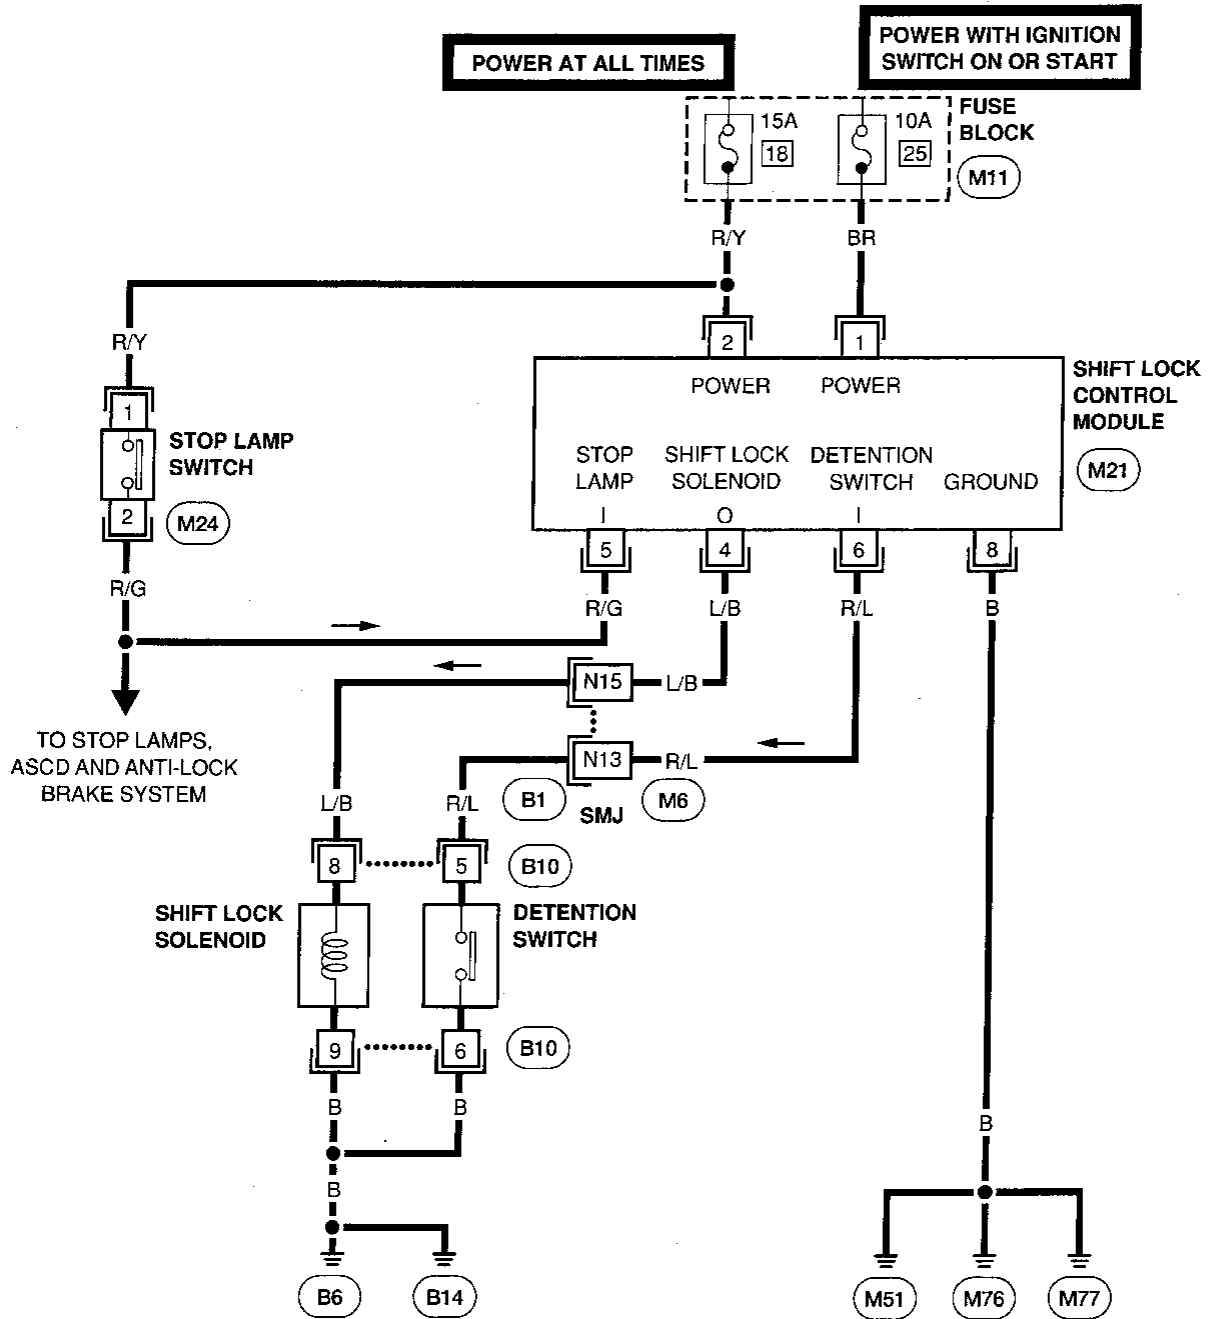 POWER AT ALL TIMES
POWER WITH IGNITION
SWITCH ON OR START
15A
18
10A
25
FUSE
BLOCK
M11
R/Y
BR
R/Y
2
1
POWER
POWER
SHIFT LOCK
CONTROL
MODULE
M21
1
STOP LAMP
SWITCH
2
M24
STOP
LAMP
I
SHIFT LOCK
SOLENOID
O
DETENTION
SWITCH
I
GROUND
5
4
6
8
R/G
R/G
L/B
R/L
B
N15
L/B
N13
R/L
TO STOP LAMPS,
ASCD AND ANTI-LOCK
BRAKE SYSTEM
L/B
R/L
B1
SMJ
M6
8
5
B10
SHIFT LOCK
SOLENOID
DETENTION
SWITCH
9
6
B10
B
B
B
B
B6
B14
M51
M76
M77